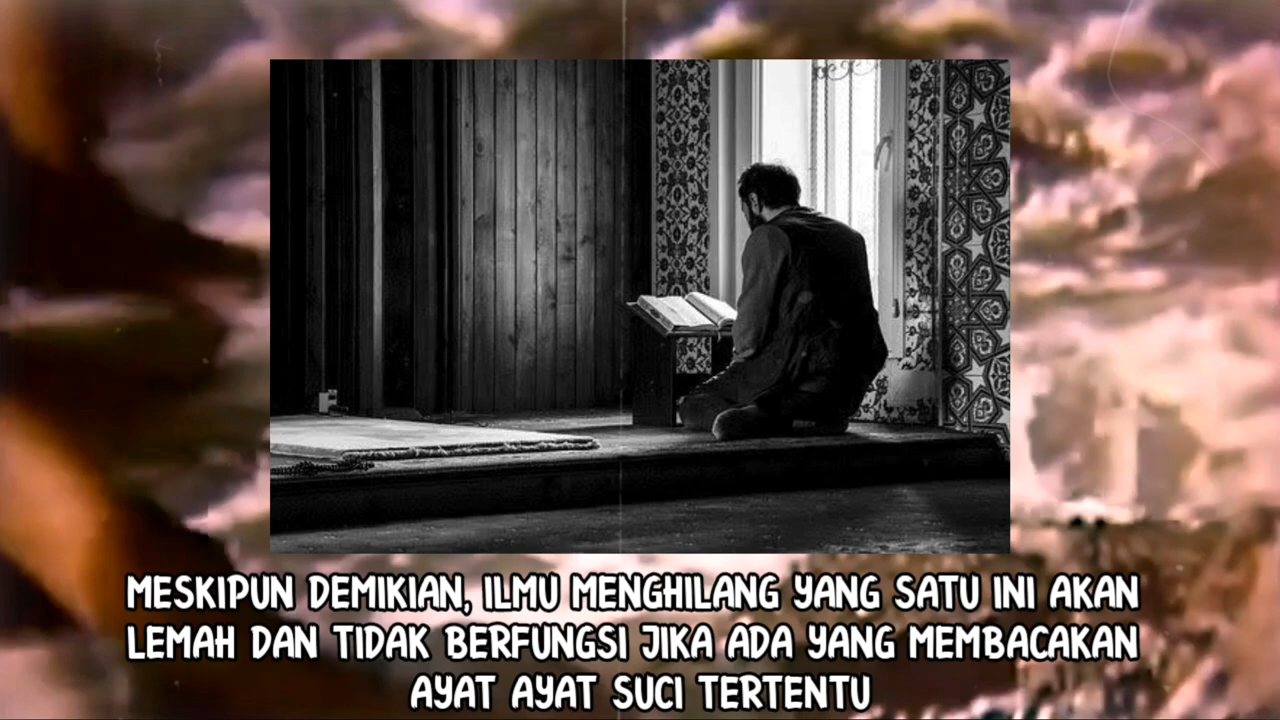 MESKIPUN DEMIKIAN, ILMU MENGHILANG YANG SATU INI AKAN
LEMAH DAN TIDAK BERFUNGSI JIKA ADA YANG MEMBACAKAN
AYAT AYAT SUCI TERTENTU